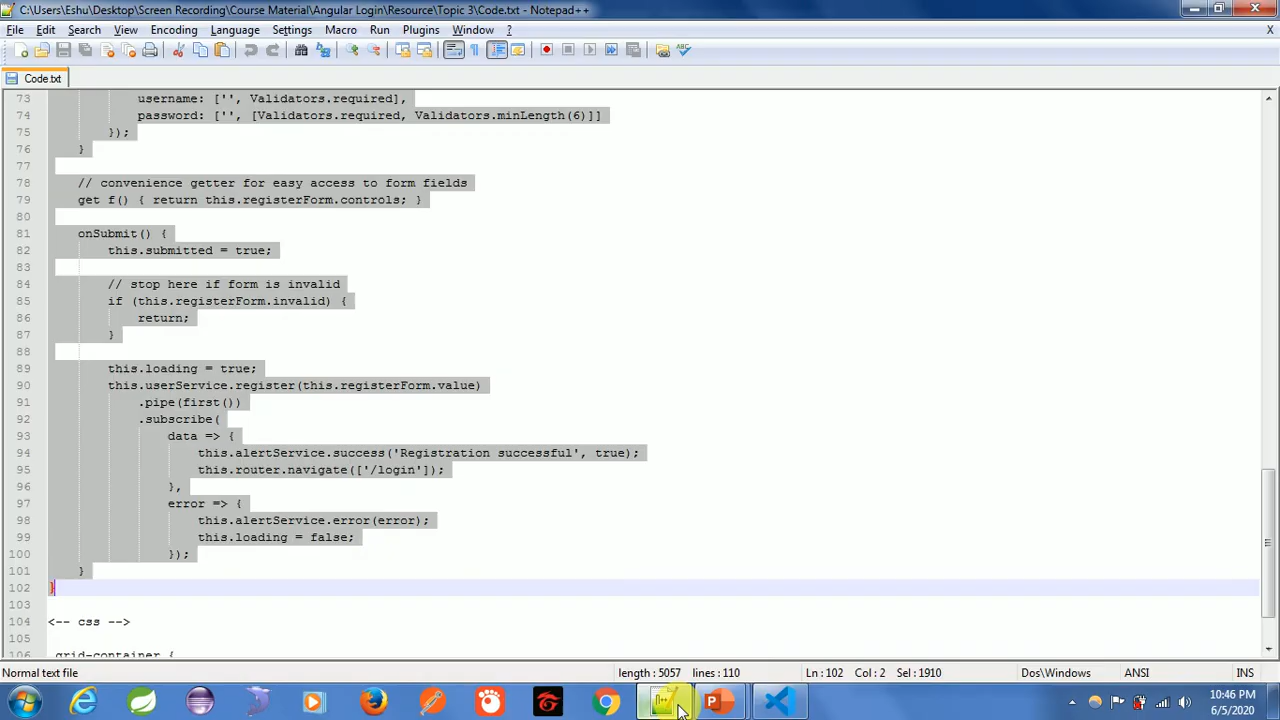 C:\Users\Eshu\Desktop\Screen Recording\Course Material\Angular Login\Resource\Topic 3\Code.txt - Notepad++
File Edit Search View Encoding Language Settings Macro Run Plugins Window ? X
Code.txt
73 username: ['', Validators.required],
74 password: ['', [Validators.required, Validators.minLength(6)]]
75 });
76 }
77
78 // convenience getter for easy access to form fields
79 get f() { return this.registerForm.controls; }
80
81 onSubmit() {
82 this.submitted = true;
83
84 // stop here if form is invalid
85 if (this.registerForm.invalid) {
86 return;
87 }
88
89 this.loading = true;
90 this.userService.register(this.registerForm.value)
91 .pipe(first())
92 .subscribe(
93 data => {
94 this.alertService.success('Registration successful', true);
95 this.router.navigate(['/login']);
96 },
97 error => {
98 this.alertService.error(error);
99 this.loading = false;
100 });
101 }
102 }
103
104 <-- css -->
105
106 grid-container {
Normal text file length : 5057 lines : 110 Ln : 102 Col : 2 Sel : 1910 Dos\Windows ANSI INS
10:46 PM
6/5/2020